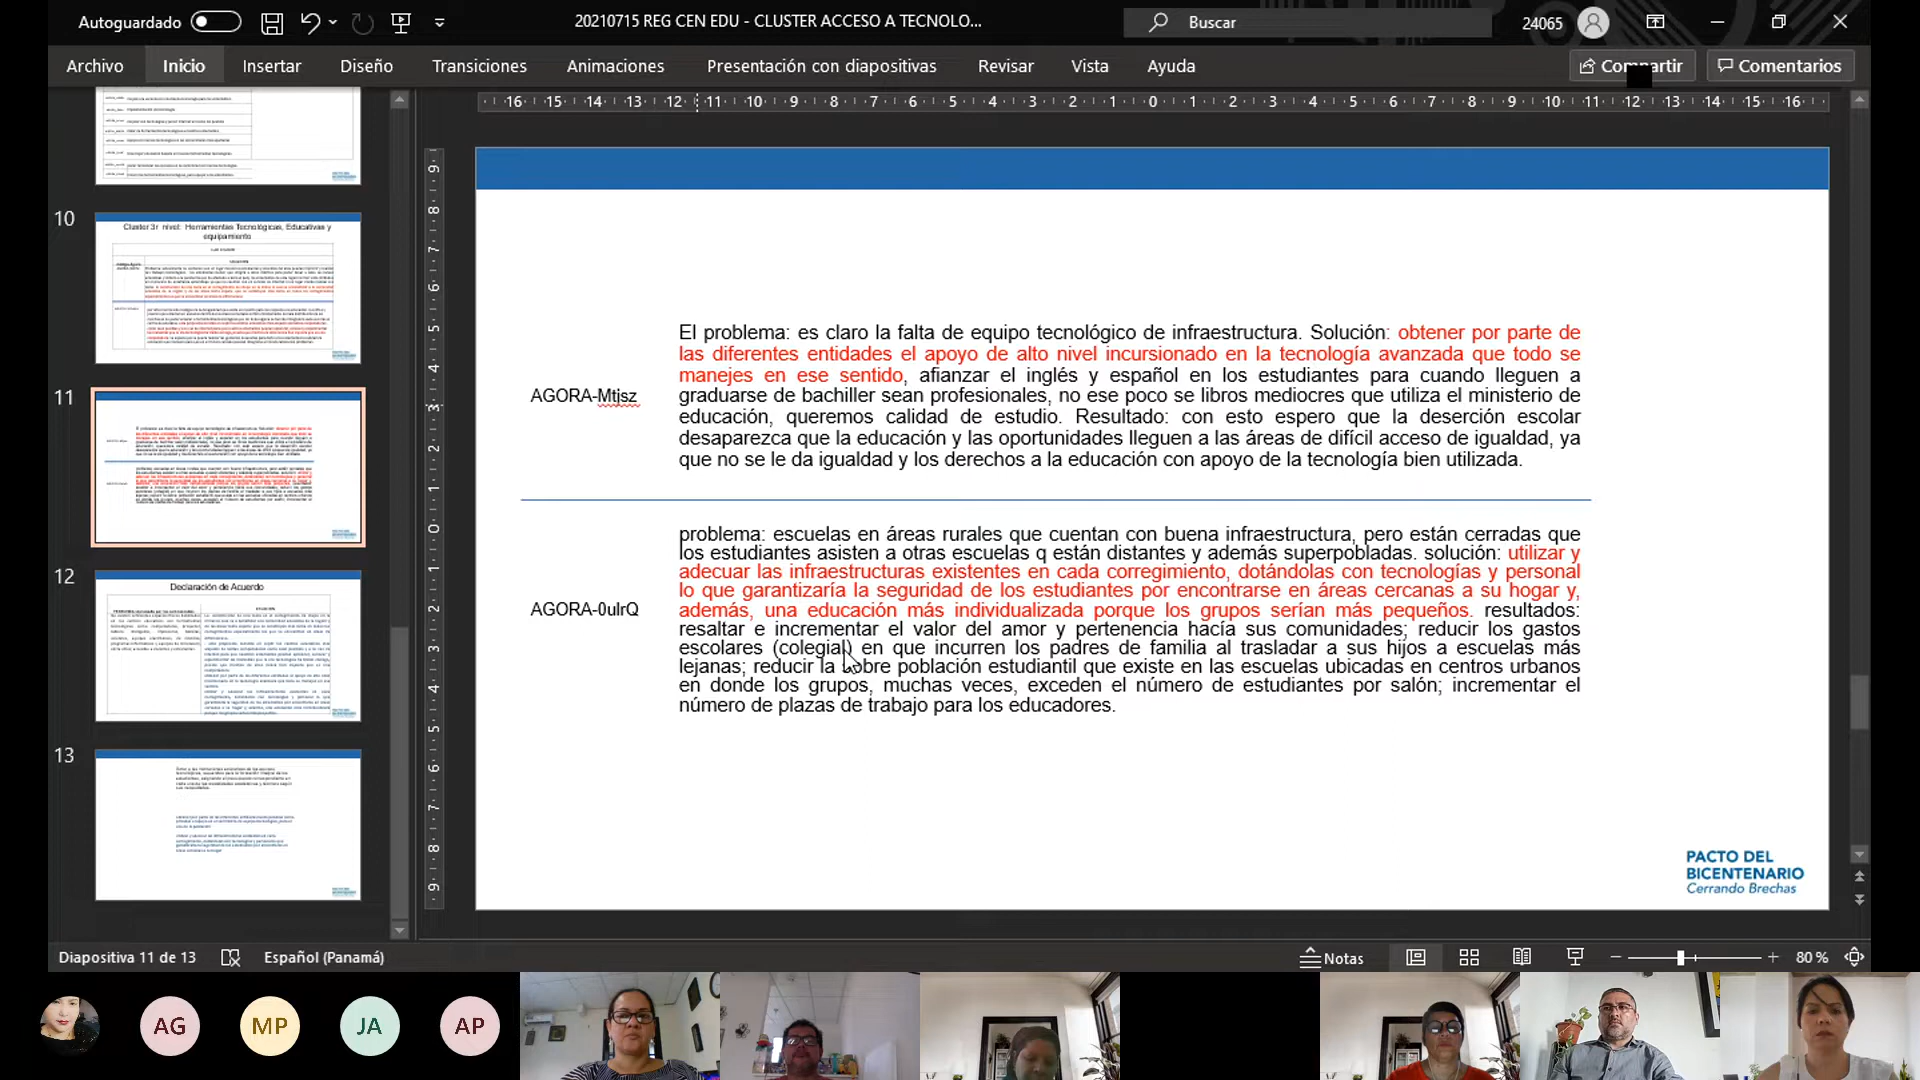 Autoguardado
20210715 REG CEN EDU - CLUSTER ACCESO A TECNOLO...
Buscar
24065
Archivo Inicio Insertar Diseño Transiciones Animaciones Presentación con diapositivas Revisar Vista Ayuda
Compartir Comentarios
10
Cluster 3r nivel: Herramientas Tecnológicas, Educativas y
equipamiento
11
12
Declaración de Acuerdo
13
El problema: es claro la falta de equipo tecnológico de infraestructura. Solución: obtener por parte de
las diferentes entidades el apoyo de alto nivel incursionado en la tecnología avanzada que todo se
manejes en ese sentido, afianzar el inglés y español en los estudiantes para cuando lleguen a
AGORA-Mtjsz
graduarse de bachiller sean profesionales, no ese poco se libros mediocres que utiliza el ministerio de
educación, queremos calidad de estudio. Resultado: con esto espero que la deserción escolar
desaparezca que la educación y las oportunidades lleguen a las áreas de difícil acceso de igualdad, ya
que no se le da igualdad y los derechos a la educación con apoyo de la tecnología bien utilizada.
problema: escuelas en áreas rurales que cuentan con buena infraestructura, pero están cerradas que
los estudiantes asisten a otras escuelas q están distantes y además superpobladas. solución: utilizar y
adecuar las infraestructuras existentes en cada corregimiento, dotándolas con tecnologías y personal
lo que garantizaría la seguridad de los estudiantes por encontrarse en áreas cercanas a su hogar y,
AGORA-0ulrQ
además, una educación más individualizada porque los grupos serían más pequeños. resultados:
resaltar e incrementar el valor del amor y pertenencia hacía sus comunidades; reducir los gastos
escolares (colegial) en que incurren los padres de familia al trasladar a sus hijos a escuelas más
lejanas; reducir la sobre población estudiantil que existe en las escuelas ubicadas en centros urbanos
en donde los grupos, muchas veces, exceden el número de estudiantes por salón; incrementar el
número de plazas de trabajo para los educadores.
PACTO DEL
BICENTENARIO
Cerrando Brechas
Diapositiva 11 de 13
Español (Panamá)
Notas
80 %
AG MP JA AP